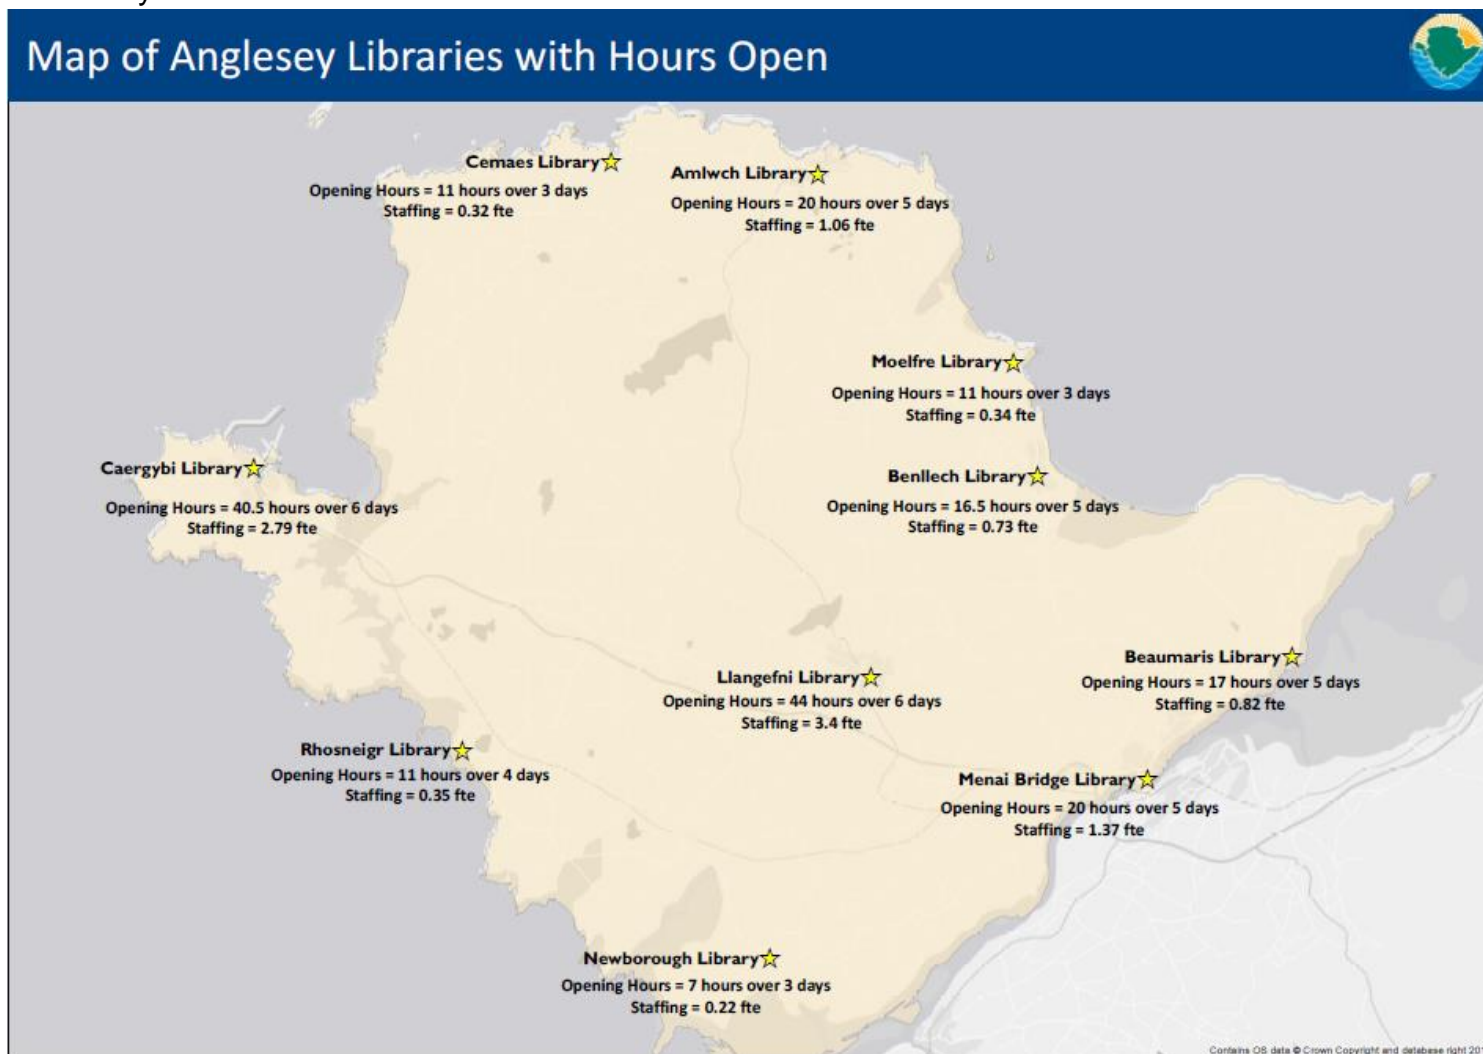 Map of Anglesey Libraries with Hours Open
Cemaes Library
Opening Hours = 11 hours over 3 days
Staffing = 0.32 fte
Amlwch Library
Opening Hours = 20 hours over 5 days
Staffing = 1.06 fte
Moelfre Library
Opening Hours = 11 hours over 3 days
Staffing = 0.34 fte
Caergybi Library
Opening Hours = 40.5 hours over 6 days
Staffing = 2.79 fte
Benllech Library
Opening Hours = 16.5 hours over 5 days
Staffing = 0.73 fte
Beaumaris Library
Opening Hours = 17 hours over 5 days
Staffing = 0.82 fte
Llangefni Library
Opening Hours = 44 hours over 6 days
Staffing = 3.4 fte
Rhosneigr Library
Opening Hours = 11 hours over 4 days
Staffing = 0.35 fte
Menai Bridge Library
Opening Hours = 20 hours over 5 days
Staffing = 1.37 fte
Newborough Library
Opening Hours = 7 hours over 3 days
Staffing = 0.22 fte
Contains OS data © Crown Copyright and database right 20